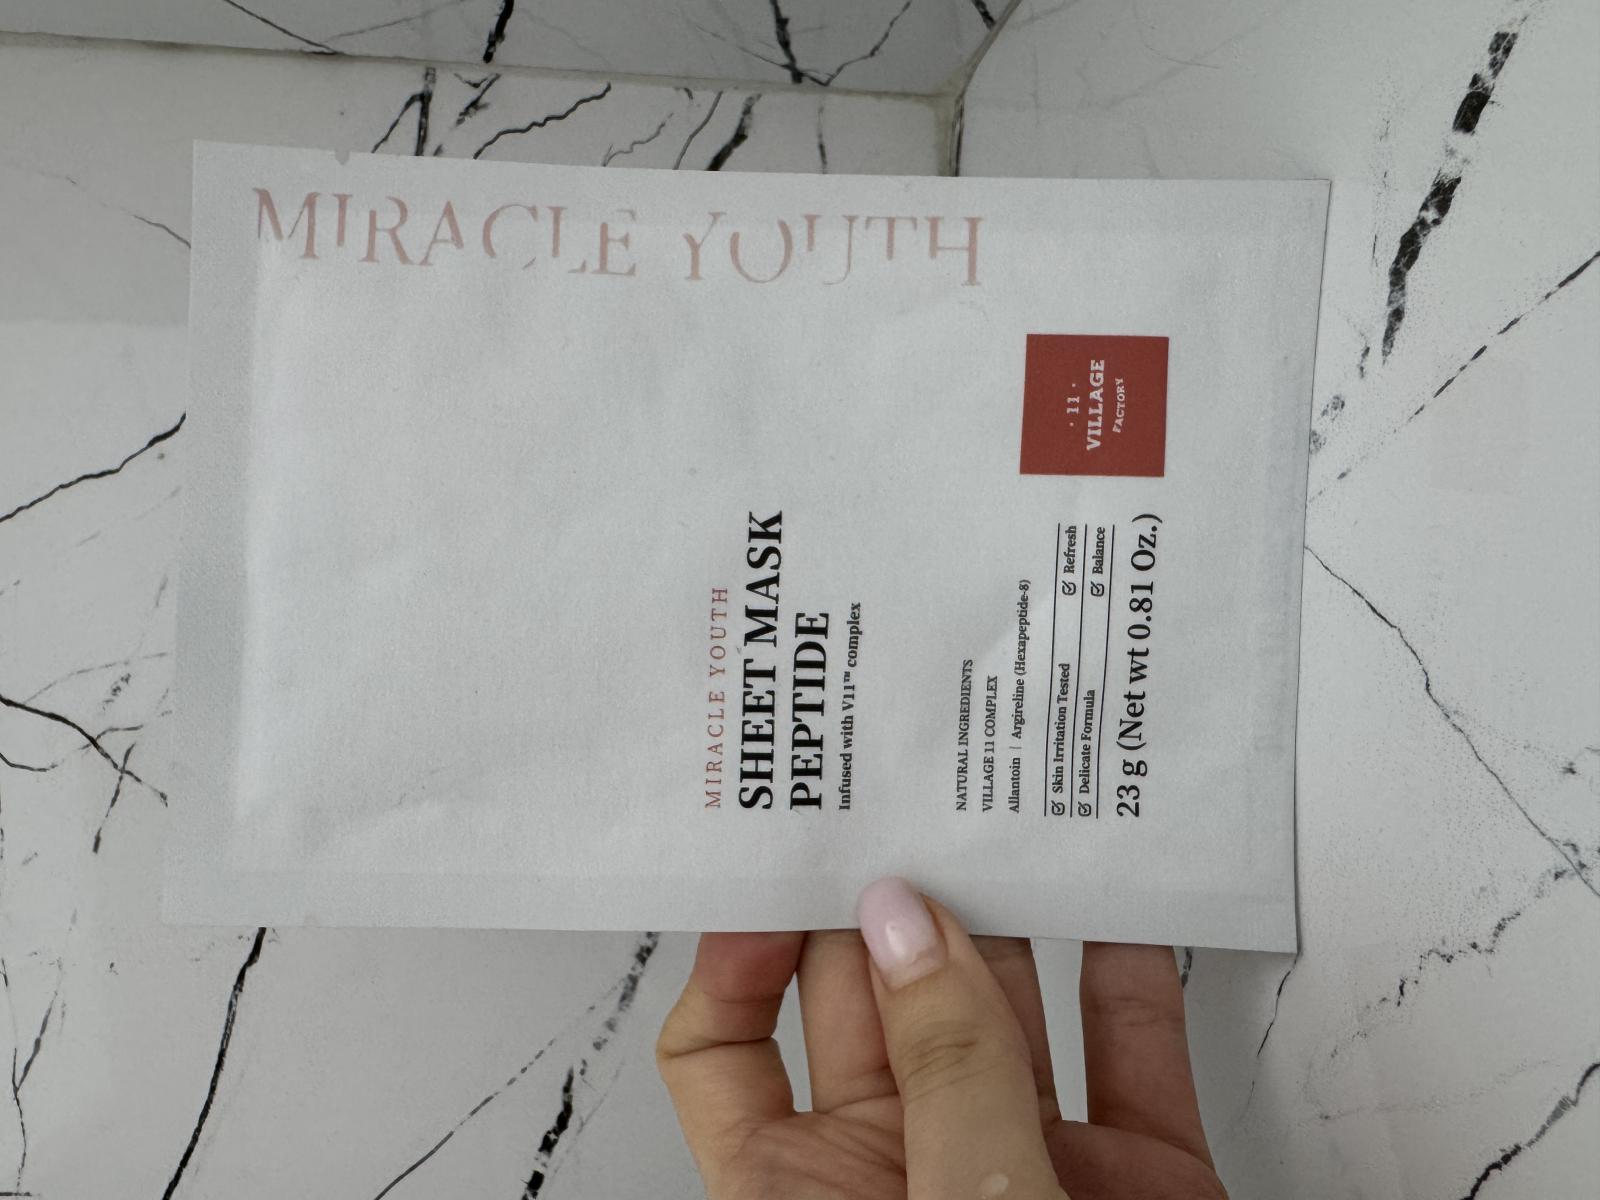 MIRACLE YOUTH
MIRACLE YOUTH
SHEET MASK
PEPTIDE
Infused with V11™ complex
NATURAL INGREDIENTS
VILLAGE 11 COMPLEX
Allantoin | Argireline (Hexapeptide-8)
Skin Irritation Tested Refresh
Delicate Formula Balance
23 g (Net wt 0.81 Oz.)
· 11 ·
VILLAGE
FACTORY